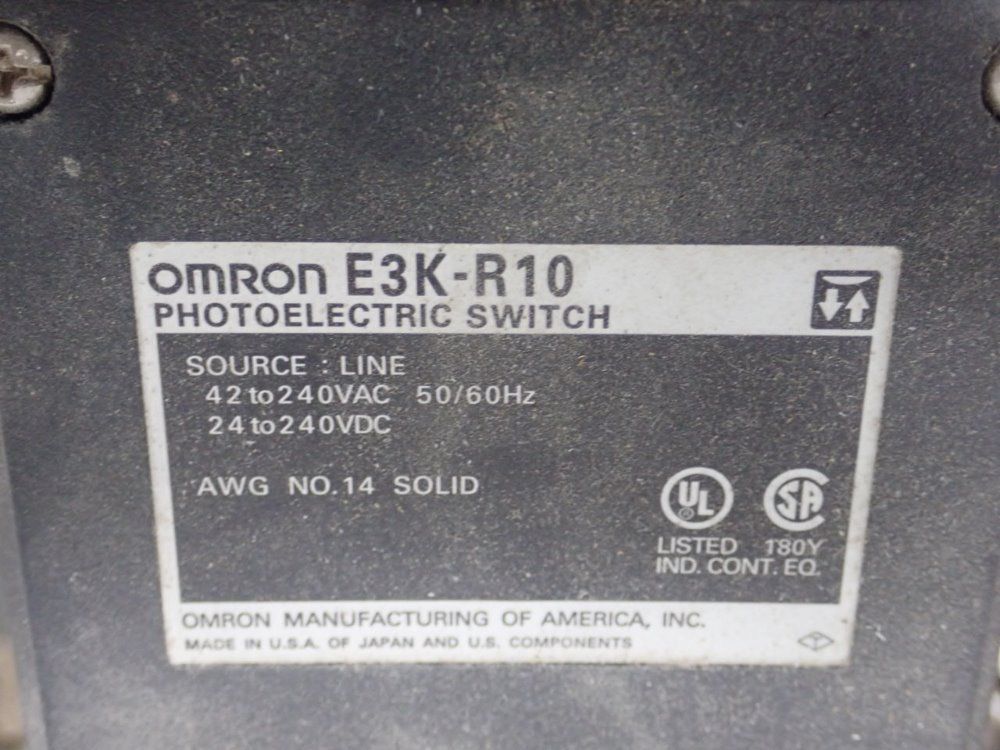 omron E3K-R10
PHOTOELECTRIC SWITCH
SOURCE : LINE
42 to 240VAC 50/60Hz
24 to 240VDC
AWG NO. 14 SOLID
UL SA
LISTED 180Y
IND. CONT. EQ.
OMRON MANUFACTURING OF AMERICA, INC.
MADE IN U.S.A. OF JAPAN AND U.S. COMPONENTS